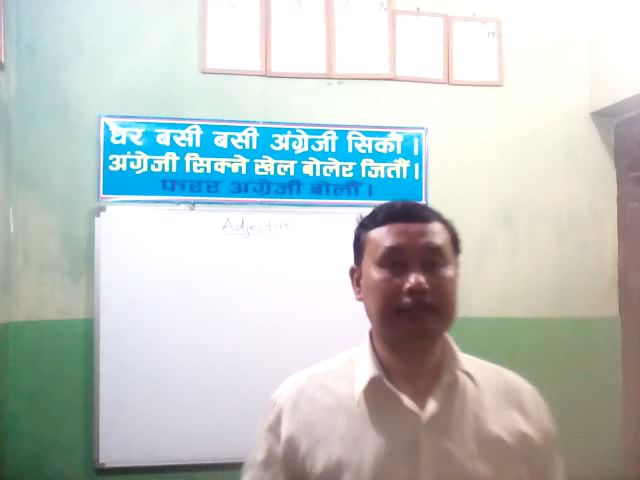 घर बसी बसी अंग्रेजी सिकौं ।
अंग्रेजी सिक्ने खेल बोलेर जितौं ।
फरर अंग्रेजी बोलौं ।
Adjective